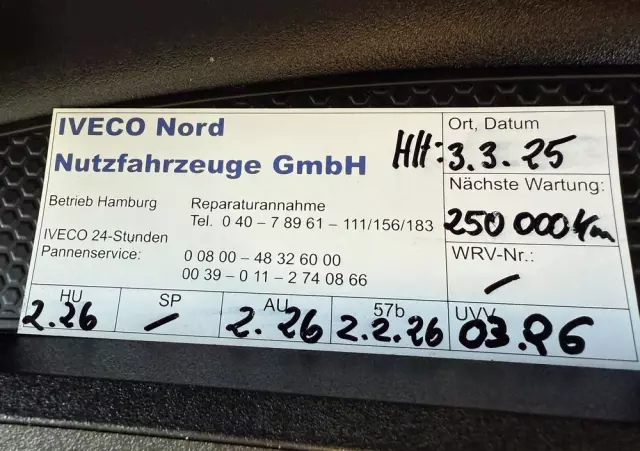 IVECO Nord
Nutzfahrzeuge GmbH
Betrieb Hamburg
Reparaturannahme
Tel. 0 40 – 7 89 61 – 111/156/183
IVECO 24-Stunden
Pannenservice:
0 0800 – 48 32 60 00
00 39 – 0 11 – 2 74 08 66
Ort, Datum
HH: 3.3.25
Nächste Wartung:
250 000 Km
WRV-Nr.:
–
HU
2.26
SP
–
AU
2.26
57b
2.2.26
UVV
03.26